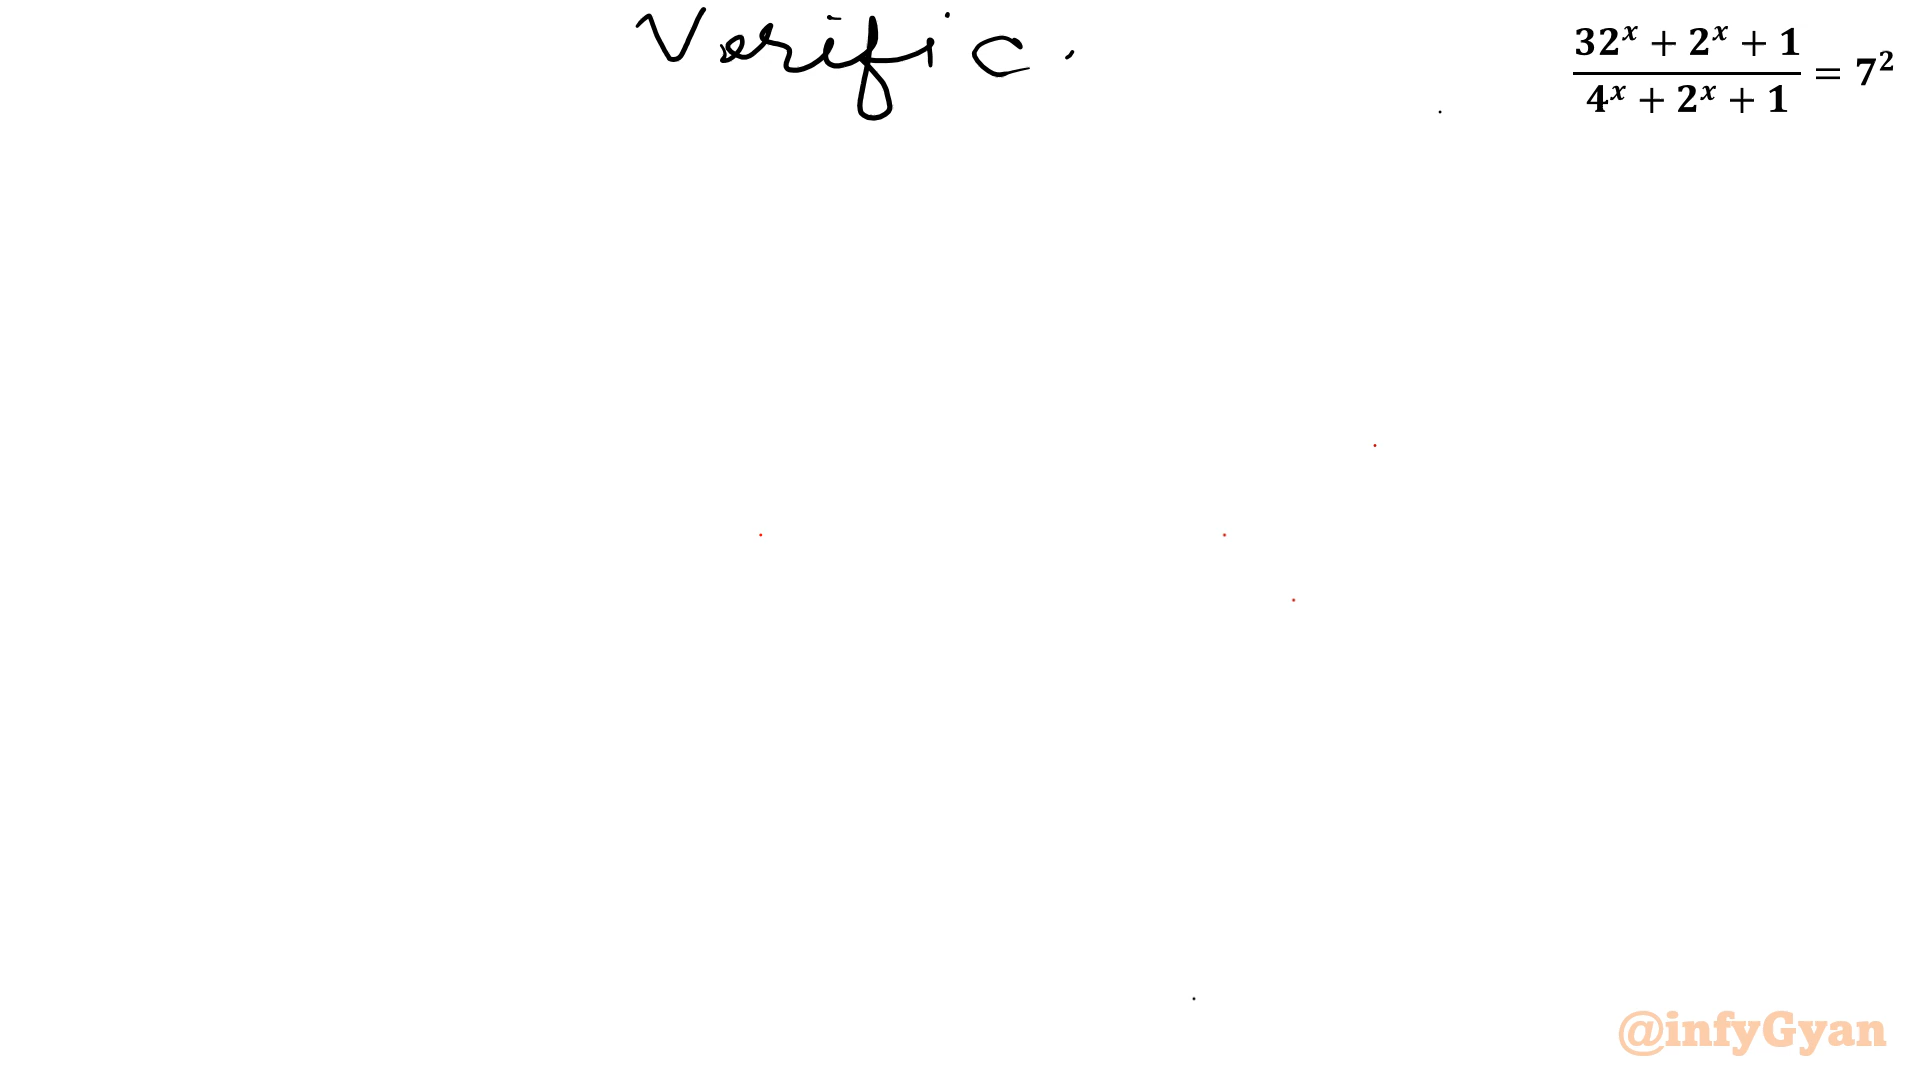 Verific.
32^x + 2^x + 1 / 4^x + 2^x + 1 = 7^2
@infyGyan